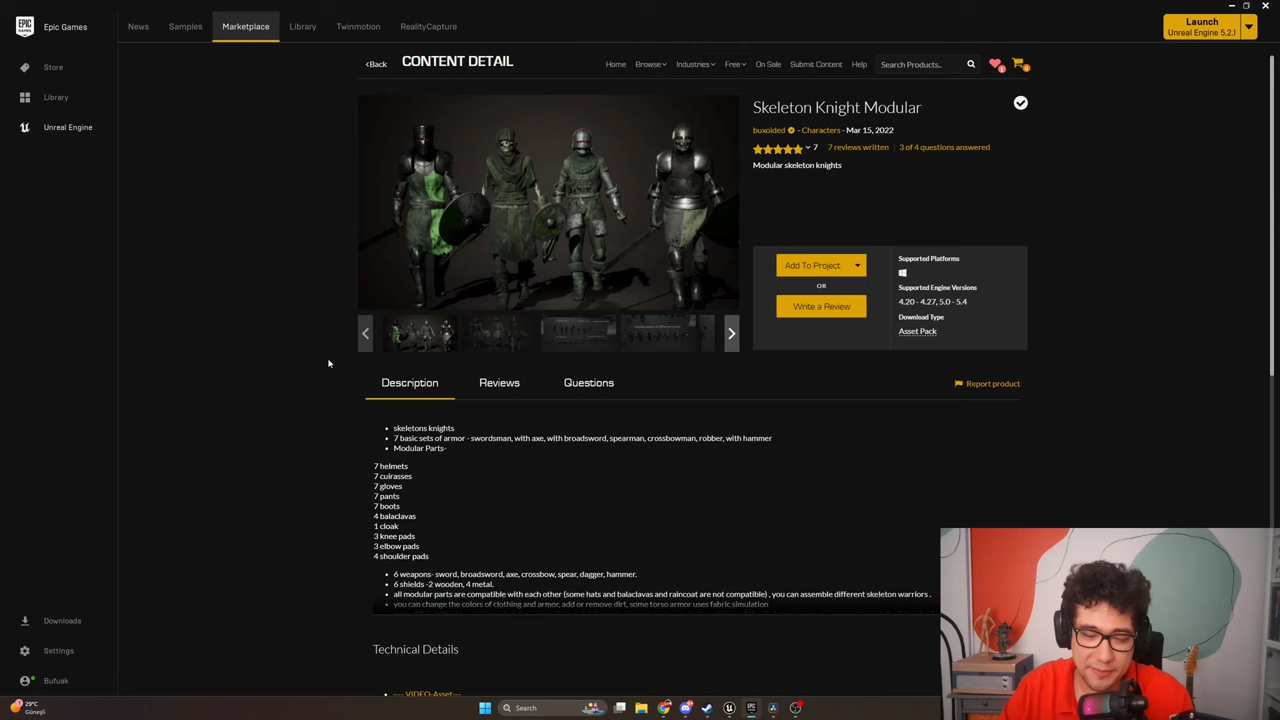 EPIC GAMES
Epic Games
News
Samples
Marketplace
Library
Twinmotion
RealityCapture
Launch
Unreal Engine 5.2.1
Store
Library
Unreal Engine
Back
CONTENT DETAIL
Home
Browse
Industries
Free
On Sale
Submit Content
Help
Search Products..
1
0
Skeleton Knight Modular
buxoided - Characters - Mar 15, 2022
7
7 reviews written
3 of 4 questions answered
Modular skeleton knights
Add To Project
OR
Write a Review
Supported Platforms
Supported Engine Versions
4.20 - 4.27, 5.0 - 5.4
Download Type
Asset Pack
Description
Reviews
Questions
Report product
skeletons knights
7 basic sets of armor - swordsman, with axe, with broadsword, spearman, crossbowman, robber, with hammer
Modular Parts-
7 helmets
7 cuirasses
7 gloves
7 pants
7 boots
4 balaclavas
1 cloak
3 knee pads
3 elbow pads
4 shoulder pads
6 weapons- sword, broadsword, axe, crossbow, spear, dagger, hammer.
6 shields -2 wooden, 4 metal.
all modular parts are compatible with each other (some hats and balaclavas and raincoat are not compatible) , you can assemble different skeleton warriors .
you can change the colors of clothing and armor, add or remove dirt, some torso armor uses fabric simulation
Technical Details
---- VIDEO-Asset---
Downloads
Settings
Bufuak
29°C
Güneşli
Search